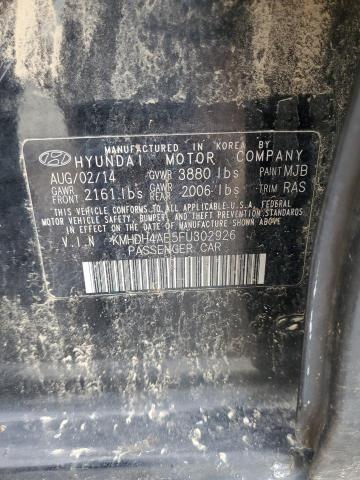 MANUFACTURED IN KOREA BY
HYUNDAI MOTOR COMPANY
AUG/02/14 GVWR 3880 lbs PAINT MJB
GAWR FRONT 2161.lbs GAWR REAR 2006.lbs TRIM RAS
THIS VEHICLE CONFORMS TO ALL APPLICABLE U.S.A. FEDERAL
MOTOR VEHICLE SAFETY, BUMPER, AND THEFT PREVENTION STANDARDS
IN EFFECT ON THE DATE OF MANUFACTURE SHOWN ABOVE
V.I.N *KMHDH4AE5FU302926
PASSENGER CAR